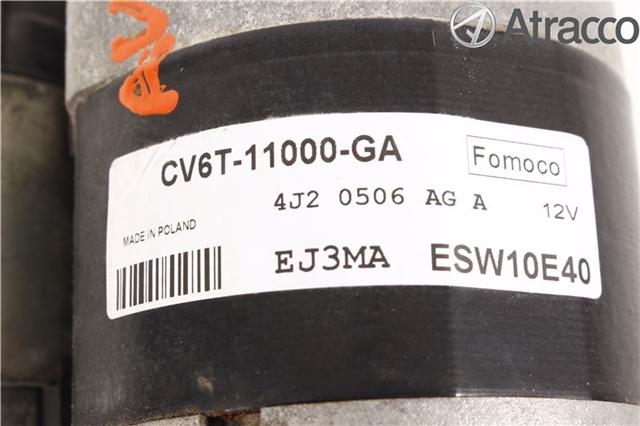 Atracco
CV6T-11000-GA
Fomoco
4J2 0506 AG A
12V
MADE IN POLAND
EJ3MA
ESW10E40